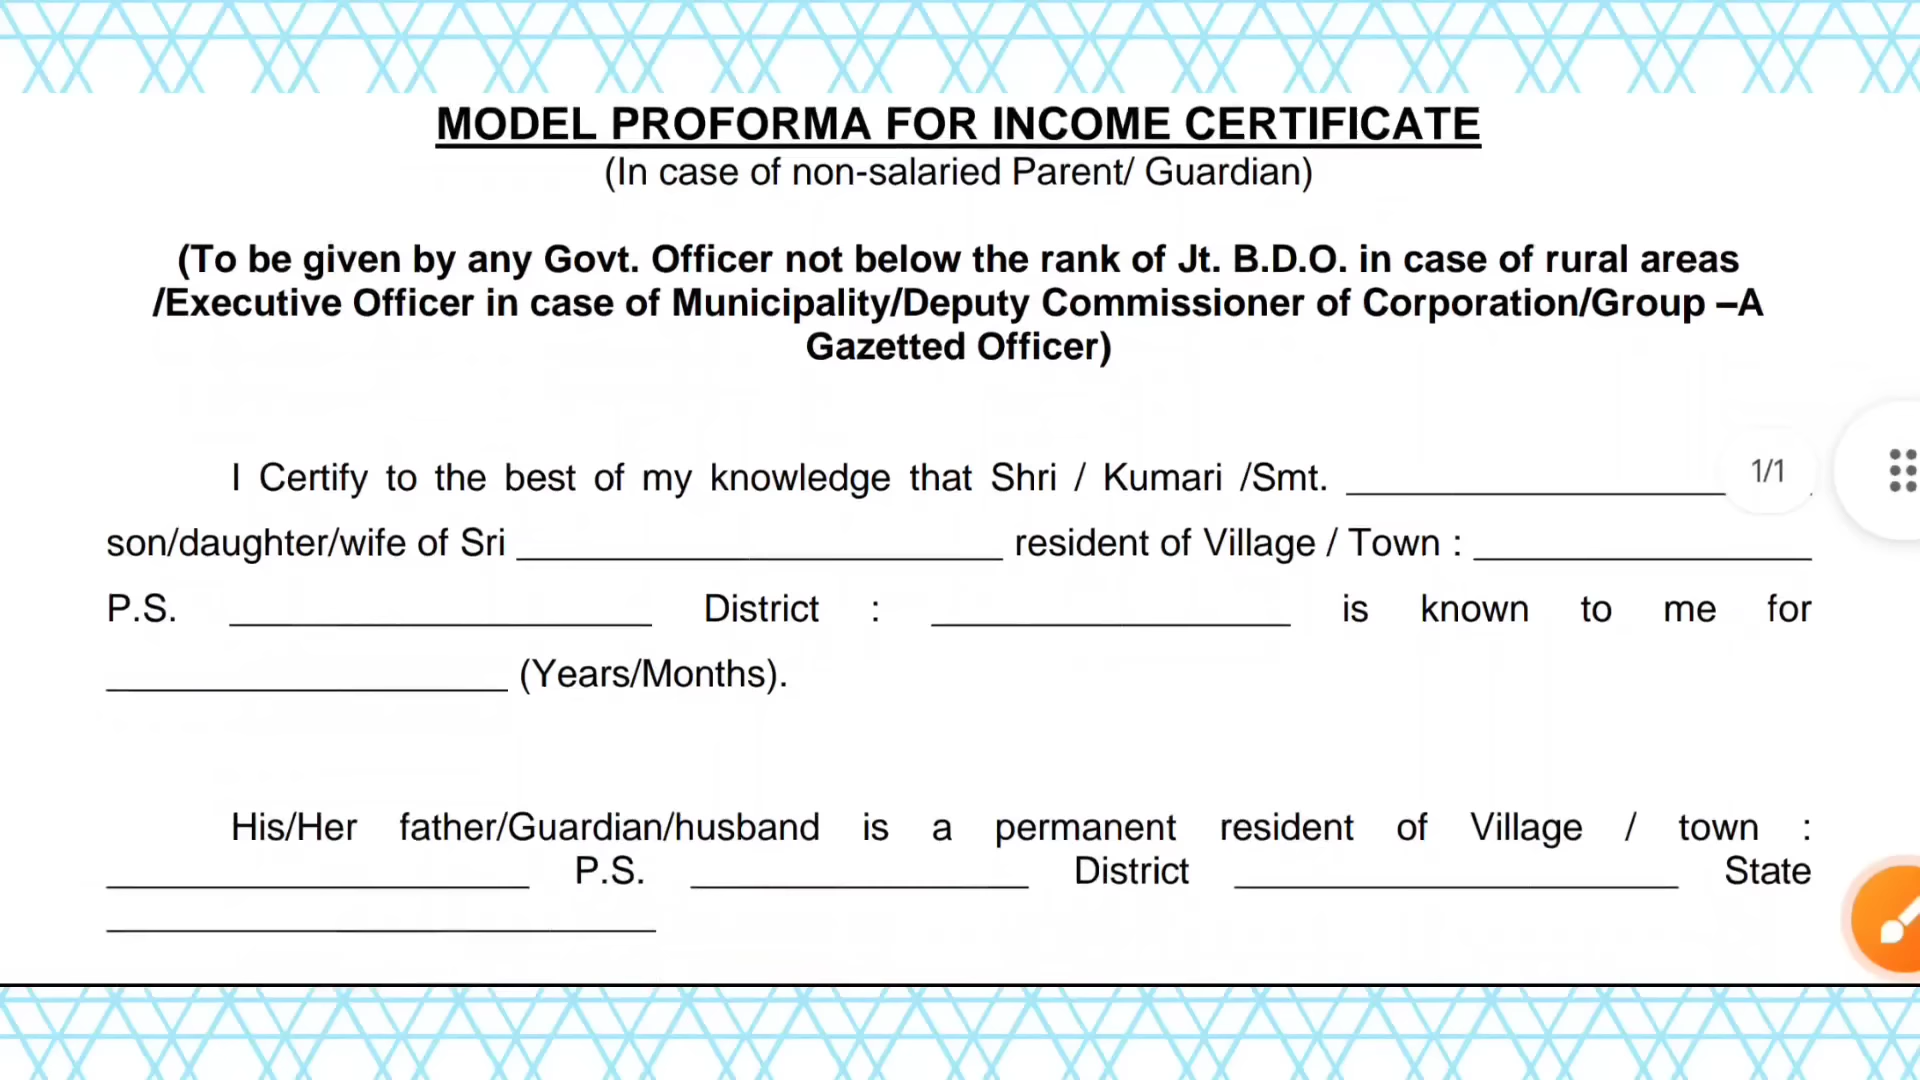 MODEL PROFORMA FOR INCOME CERTIFICATE
(In case of non-salaried Parent/ Guardian)
(To be given by any Govt. Officer not below the rank of Jt. B.D.O. in case of rural areas
/Executive Officer in case of Municipality/Deputy Commissioner of Corporation/Group –A
Gazetted Officer)
I Certify to the best of my knowledge that Shri / Kumari /Smt. ____________________
1/1
son/daughter/wife of Sri _______________________ resident of Village / Town : ________________
P.S. ____________________ District : _________________ is known to me for
___________________ (Years/Months).
His/Her father/Guardian/husband is a permanent resident of Village / town :
____________________ P.S. ________________ District _____________________ State
__________________________